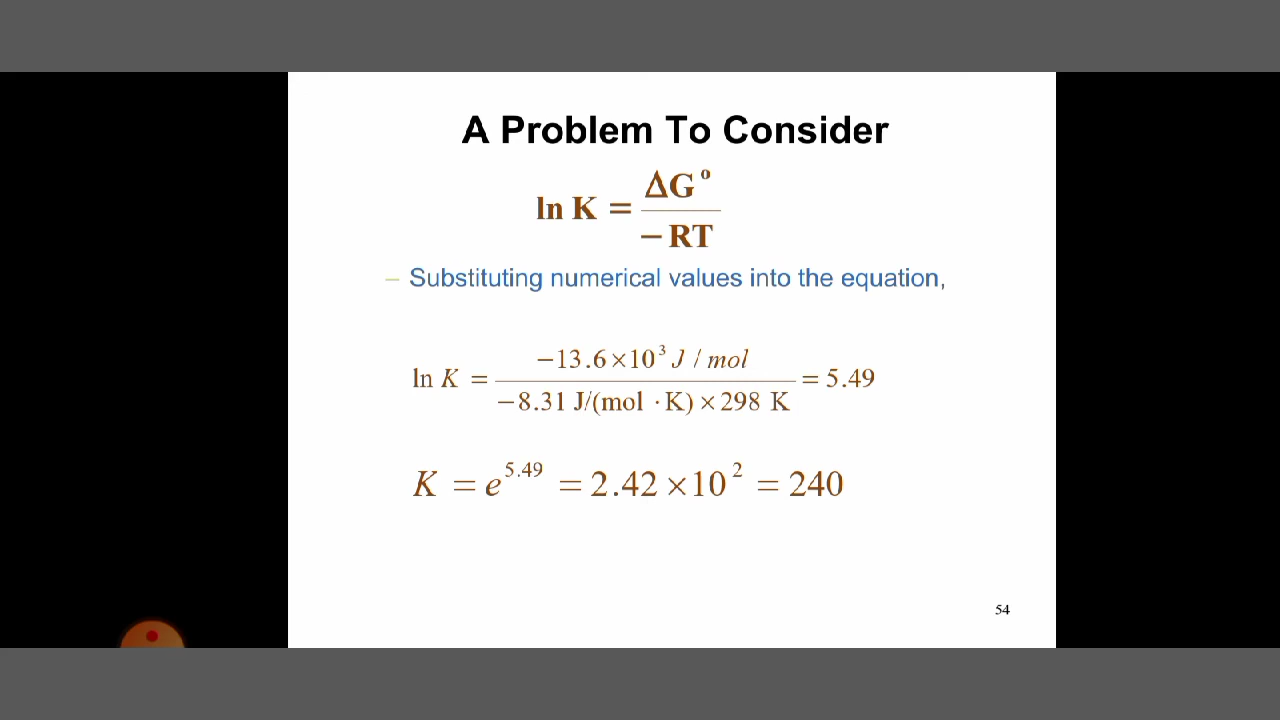 A Problem To Consider
ln K = ΔG° / −RT
– Substituting numerical values into the equation,
ln K = −13.6 ×10³ J / mol / −8.31 J/(mol · K) × 298 K = 5.49
K = e^5.49 = 2.42 ×10² = 240
54